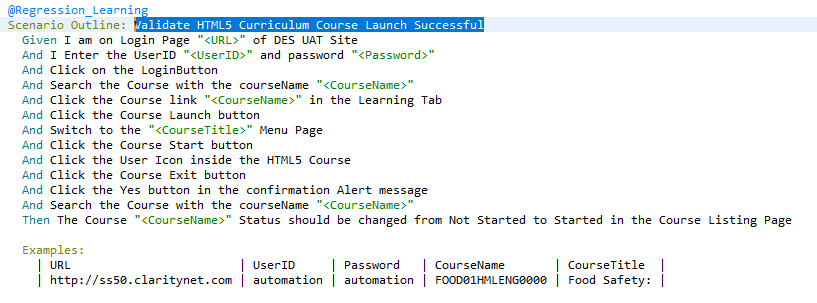 @Regression_Learning
Scenario Outline: Validate HTML5 Curriculum Course Launch Successful
Given I am on Login Page "<URL>" of DES UAT Site
And I Enter the UserID "<UserID>" and password "<Password>"
And Click on the LoginButton
And Search the Course with the courseName "<CourseName>"
And Click the Course link "<CourseName>" in the Learning Tab
And Click the Course Launch button
And Switch to the "<CourseTitle>" Menu Page
And Click the Course Start button
And Click the User Icon inside the HTML5 Course
And Click the Course Exit button
And Click the Yes button in the confirmation Alert message
And Search the Course with the courseName "<CourseName>"
Then The Course "<CourseName>" Status should be changed from Not Started to Started in the Course Listing Page
Examples:
| URL | UserID | Password | CourseName | CourseTitle |
| http://ss50.claritynet.com | automation | automation | FOOD01HMLENG0000 | Food Safety: |